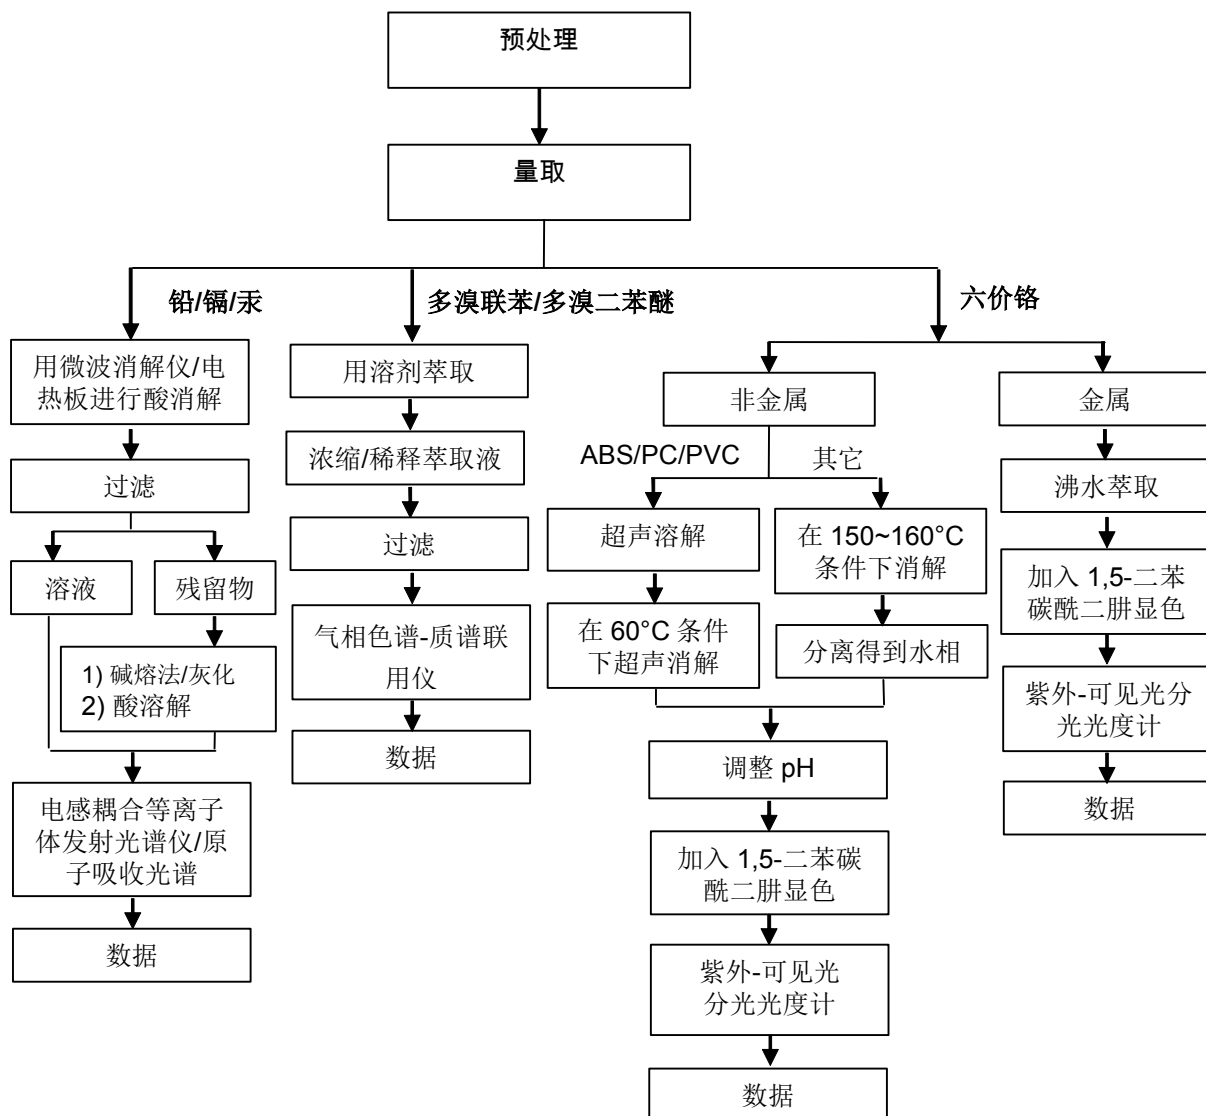 预处理
量取
铅/镉/汞
多溴联苯/多溴二苯醚
六价铬
用微波消解仪/电
热板进行酸消解
过滤
溶液
残留物
1) 碱熔法/灰化
2) 酸溶解
电感耦合等离子
体发射光谱仪/原
子吸收光谱
数据
用溶剂萃取
浓缩/稀释萃取液
过滤
气相色谱-质谱联
用仪
数据
非金属
ABS/PC/PVC
其它
超声溶解
在 60°C 条件
下超声消解
在 150~160°C
条件下消解
分离得到水相
调整 pH
加入 1,5-二苯碳
酰二肼显色
紫外-可见光
分光光度计
数据
金属
沸水萃取
加入 1,5-二苯
碳酰二肼显色
紫外-可见光分
光光度计
数据